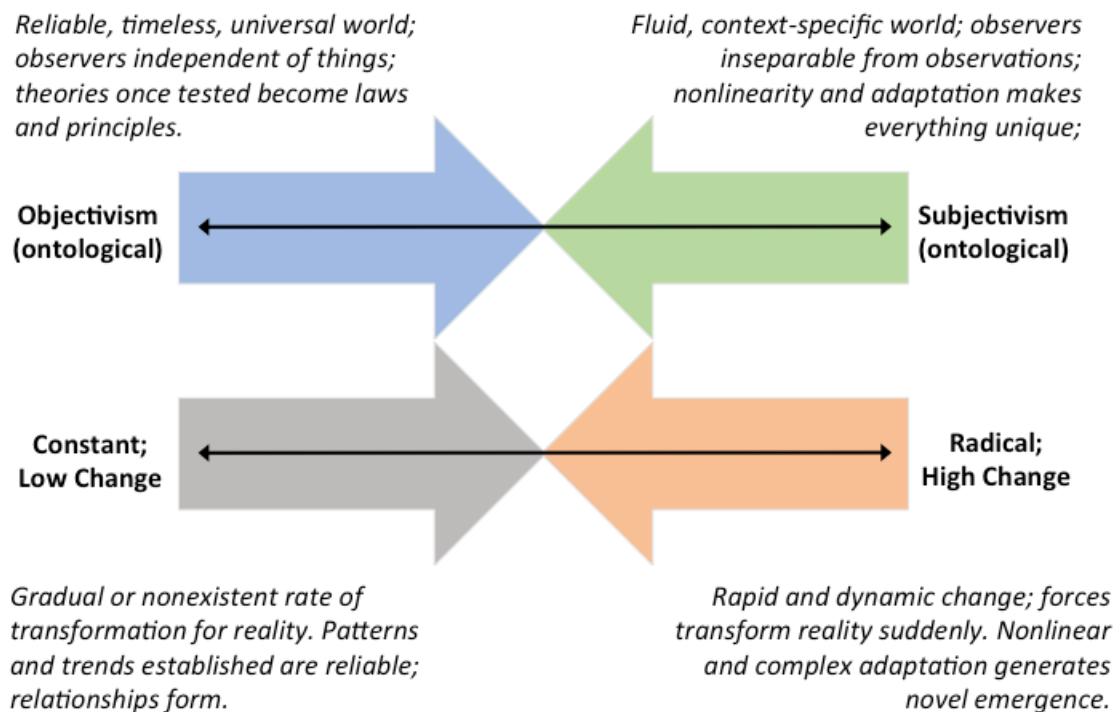 Reliable, timeless, universal world;
observers independent of things;
theories once tested become laws
and principles.
Fluid, context-specific world; observers
inseparable from observations;
nonlinearity and adaptation makes
everything unique;
Objectivism
(ontological)
Subjectivism
(ontological)
Constant;
Low Change
Radical;
High Change
Gradual or nonexistent rate of
transformation for reality. Patterns
and trends established are reliable;
relationships form.
Rapid and dynamic change; forces
transform reality suddenly. Nonlinear
and complex adaptation generates
novel emergence.